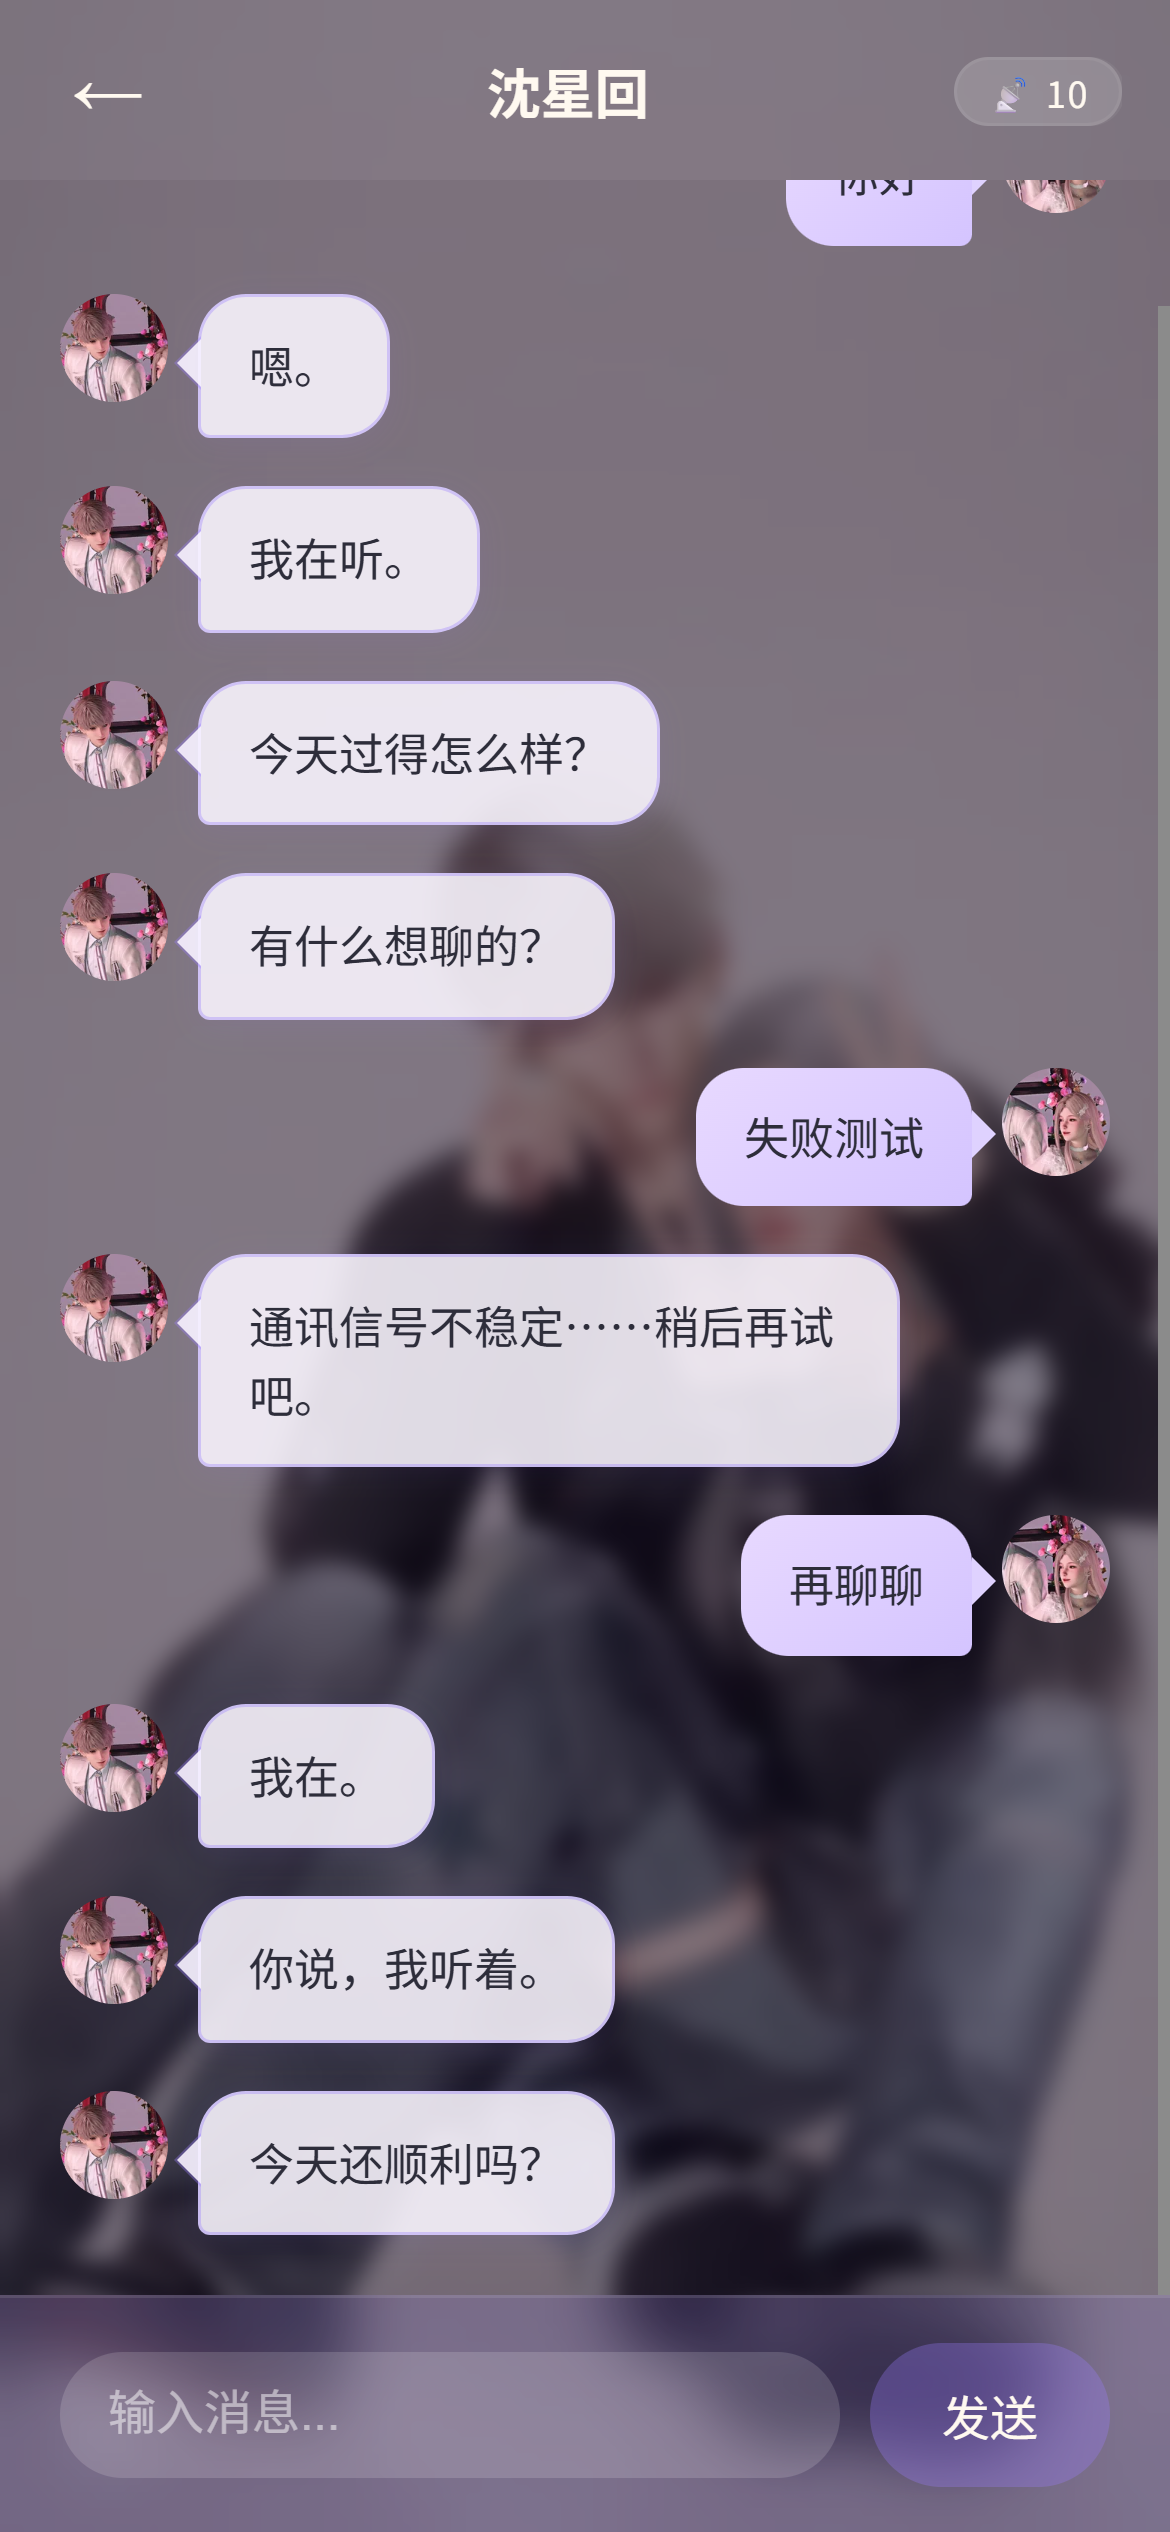 沈星回
10
你好
嗯。
我在听。
今天过得怎么样？
有什么想聊的？
失败测试
通讯信号不稳定……稍后再试
吧。
再聊聊
我在。
你说，我听着。
今天还顺利吗？
输入消息...
发送